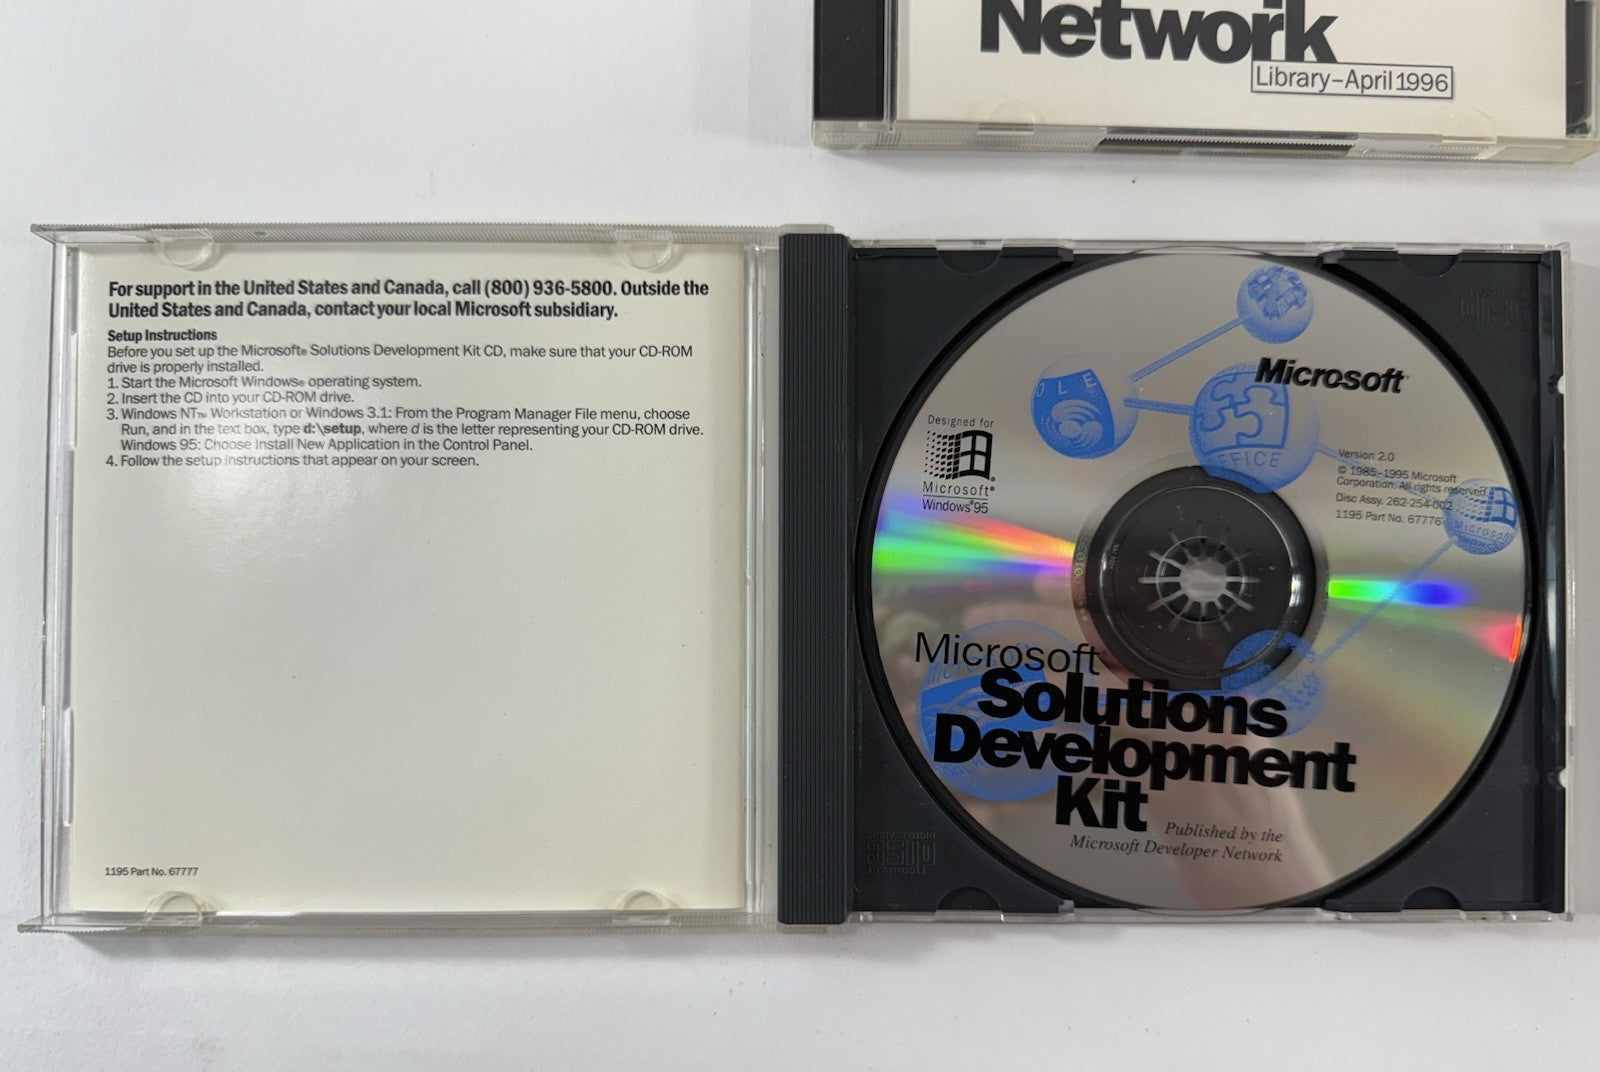 Network
Library–April 1996
For support in the United States and Canada, call (800) 936-5800. Outside the
United States and Canada, contact your local Microsoft subsidiary.
Setup Instructions
Before you set up the Microsoft® Solutions Development Kit CD, make sure that your CD-ROM
drive is properly installed.
1. Start the Microsoft Windows® operating system.
2. Insert the CD into your CD-ROM drive.
3. Windows NT™ Workstation or Windows 3.1: From the Program Manager File menu, choose
Run, and in the text box, type d:\setup, where d is the letter representing your CD-ROM drive.
Windows 95: Choose Install New Application in the Control Panel.
4. Follow the setup instructions that appear on your screen.
1195 Part No. 67777
Microsoft®
OLE
OFFICE
Designed for
Microsoft®
Windows®95
Version 2.0
© 1985–1995 Microsoft
Corporation. All rights reserved.
Disc Assy. 262-254-002
1195 Part No. 67776
Microsoft
Microsoft®
Solutions
Development
Kit
Published by the
Microsoft Developer Network